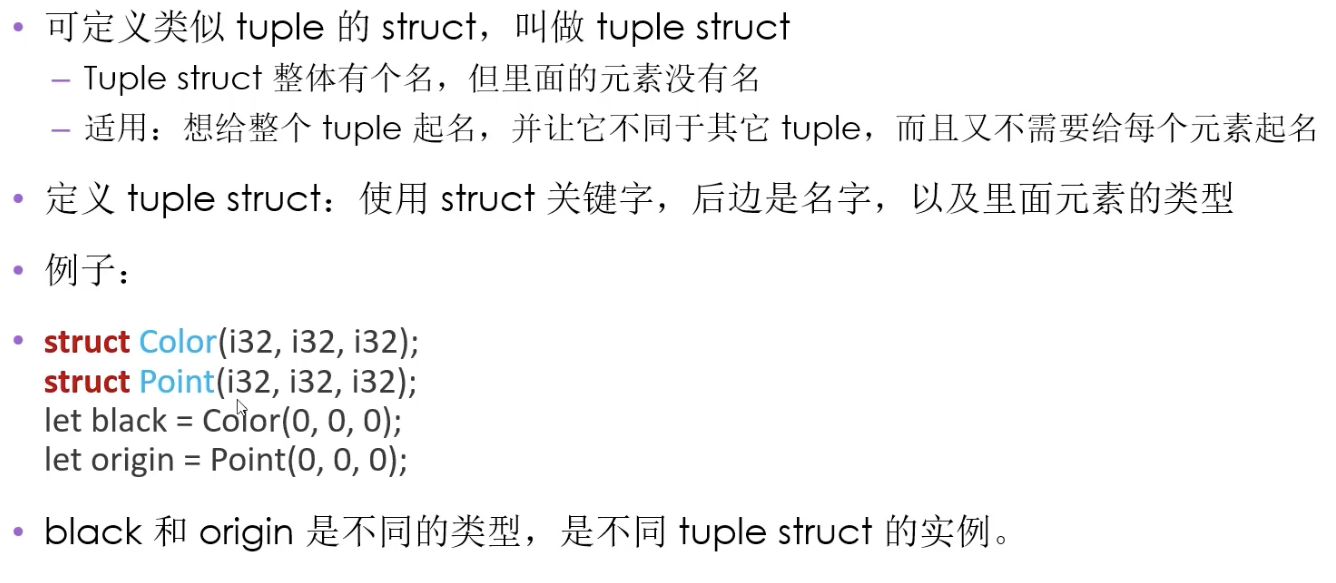 • 可定义类似 tuple 的 struct，叫做 tuple struct
– Tuple struct 整体有个名，但里面的元素没有名
– 适用：想给整个 tuple 起名，并让它不同于其它 tuple，而且又不需要给每个元素起名
• 定义 tuple struct：使用 struct 关键字，后边是名字，以及里面元素的类型
• 例子：
• struct Color(i32, i32, i32);
struct Point(i32, i32, i32);
let black = Color(0, 0, 0);
let origin = Point(0, 0, 0);
• black 和 origin 是不同的类型，是不同 tuple struct 的实例。